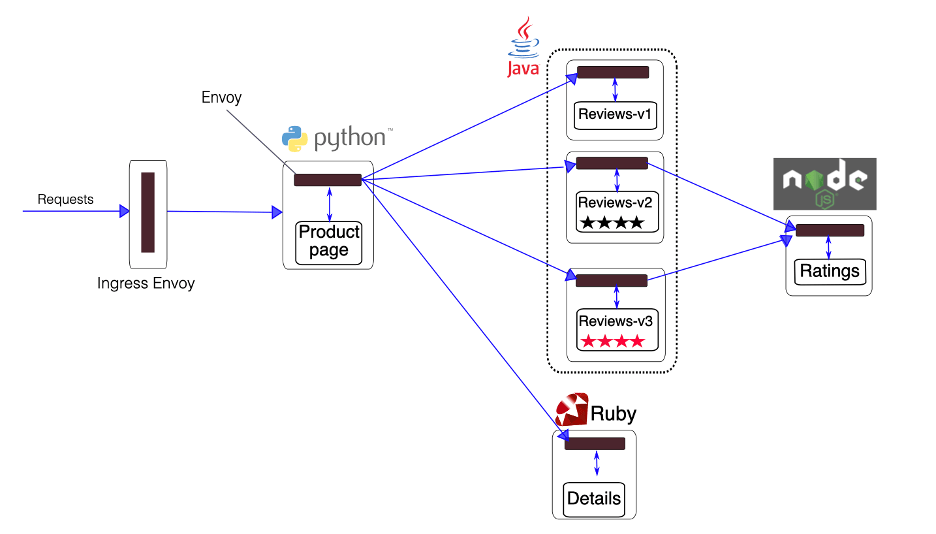 Requests
Ingress Envoy
Envoy
python™
Product
page
Java
Reviews-v1
Reviews-v2
Reviews-v3
node
JS
Ratings
Ruby
Details